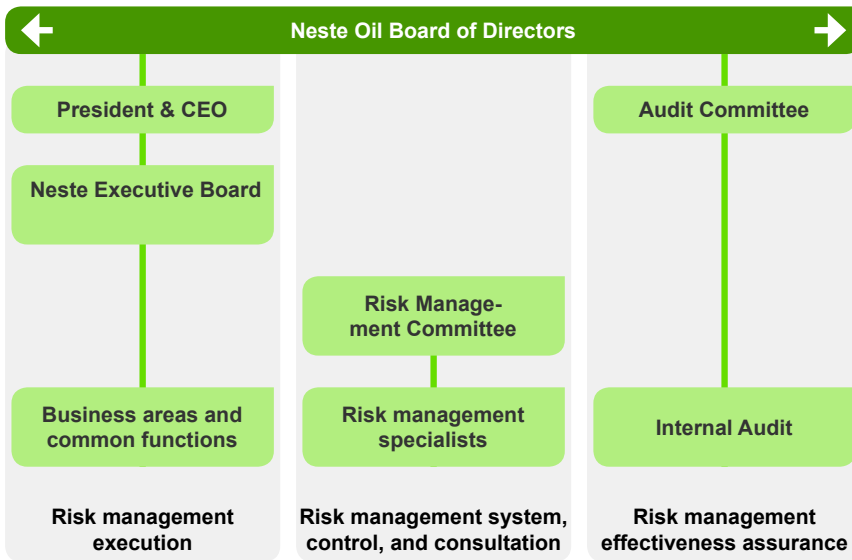 Neste Oil Board of Directors
President & CEO
Audit Committee
Neste Executive Board
Risk Manage-
ment Committee
Business areas and
common functions
Risk management
specialists
Internal Audit
Risk management
execution
Risk management system,
control, and consultation
Risk management
effectiveness assurance